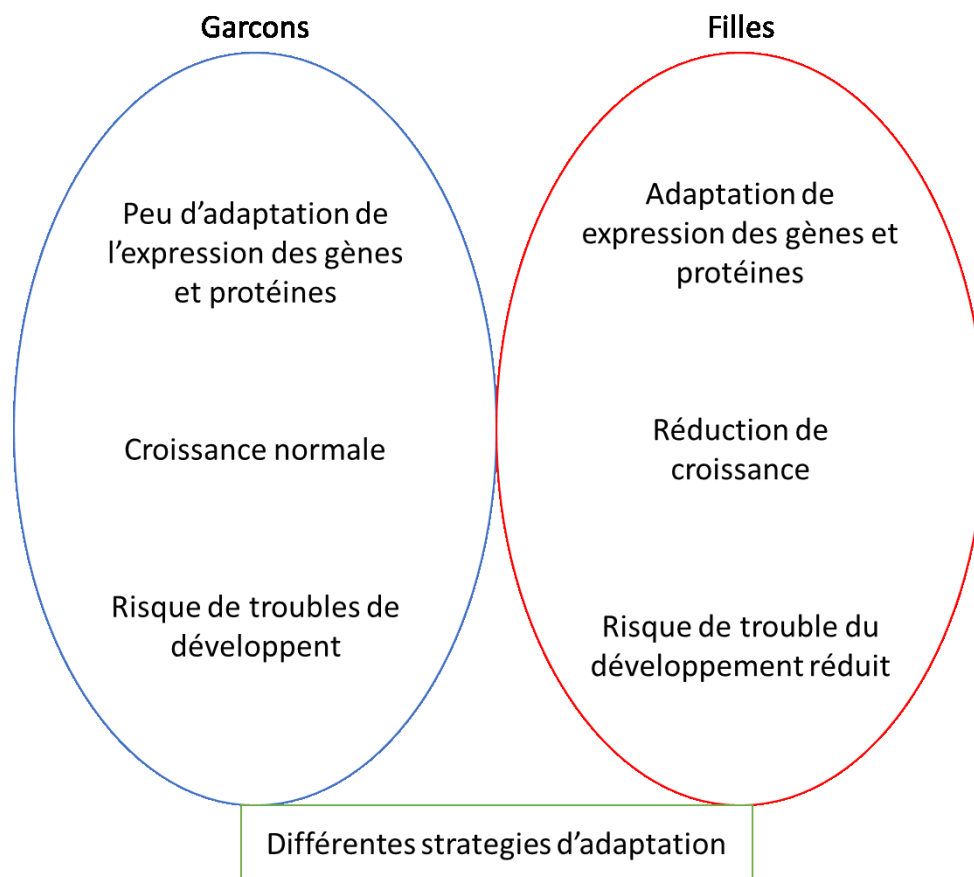 Garcons
Peu d'adaptation de
l'expression des gènes
et protéines
Croissance normale
Risque de troubles de
développent
Filles
Adaptation de
expression des gènes et
protéines
Réduction de
croissance
Risque de trouble du
développement réduit
Différentes strategies d'adaptation